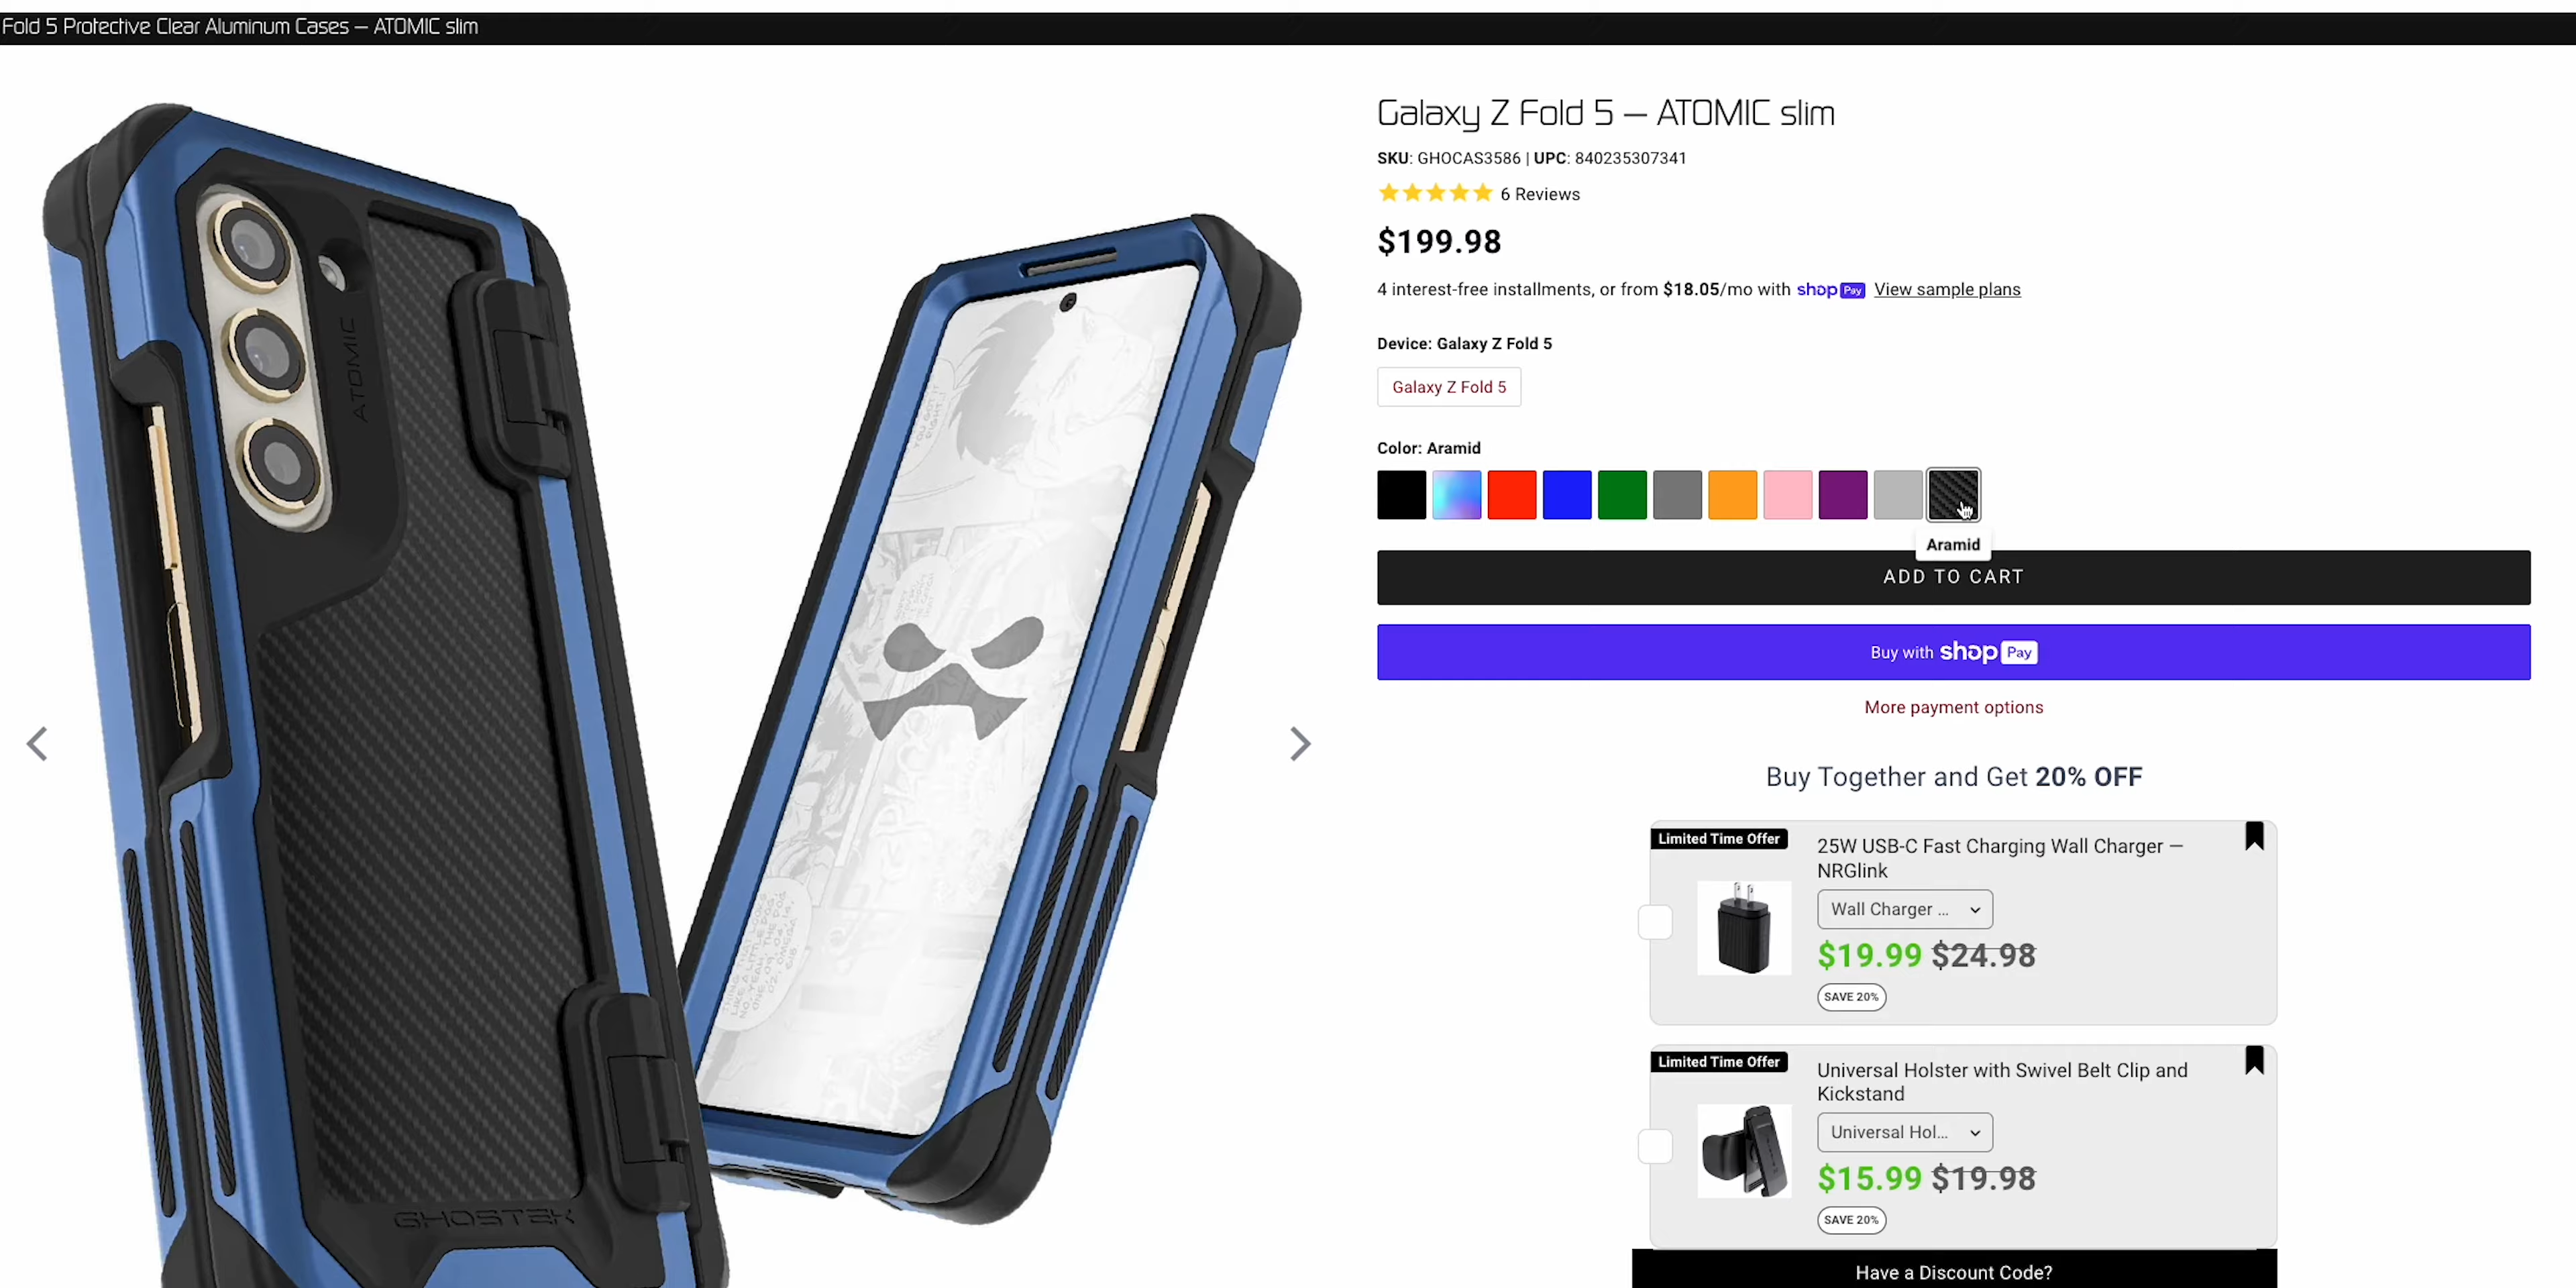 Fold 5 Protective Clear Aluminum Cases — ATOMIC slim
ATOMIC
GHOSTEK
Galaxy Z Fold 5 — ATOMIC slim
SKU: GHOCAS3586 | UPC: 840235307341
6 Reviews
$199.98
4 interest-free installments, or from $18.05/mo with shop Pay View sample plans
Device: Galaxy Z Fold 5
Galaxy Z Fold 5
Color: Aramid
Aramid
ADD TO CART
Buy with shop Pay
More payment options
Buy Together and Get 20% OFF
Limited Time Offer
25W USB-C Fast Charging Wall Charger —
NRGlink
Wall Charger ...
$19.99 $24.98
SAVE 20%
Limited Time Offer
Universal Holster with Swivel Belt Clip and
Kickstand
Universal Hol...
$15.99 $19.98
SAVE 20%
Have a Discount Code?